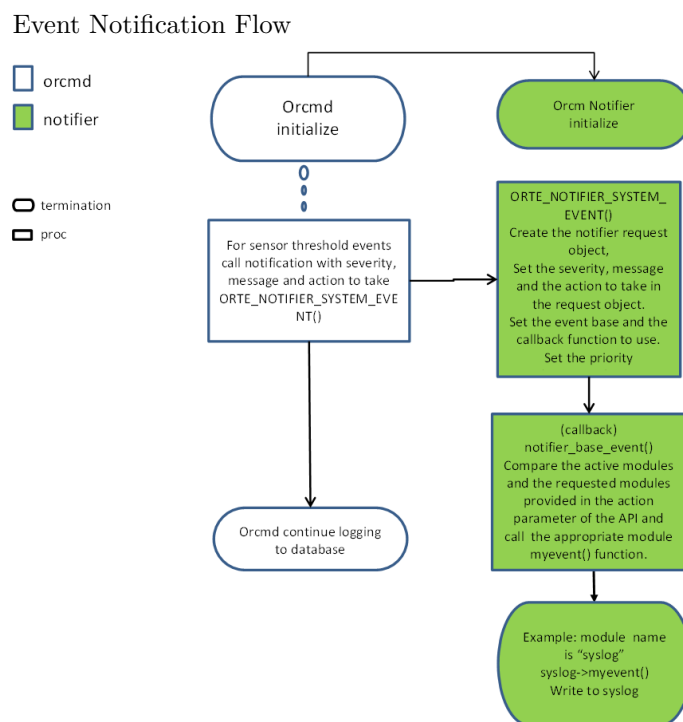 Event Notification Flow
orcmd
notifier
termination
proc
Orcmd
initialize
Orcm Notifier
initialize
For sensor threshold events
call notification with severity,
message and action to take
ORTE_NOTIFIER_SYSTEM_EVE
NT()
ORTE_NOTIFIER_SYSTEM_
EVENT()
Create the notifier request
object,
Set the severity, message
and the action to take in
the request object.
Set the event base and the
callback function to use.
Set the priority
(callback)
notifier_base_event()
Compare the active modules
and the requested modules
provided in the action
parameter of the API and
call the appropriate module
myevent() function.
Orcmd continue logging
to database
Example: module name
is “syslog”
syslog->myevent()
Write to syslog